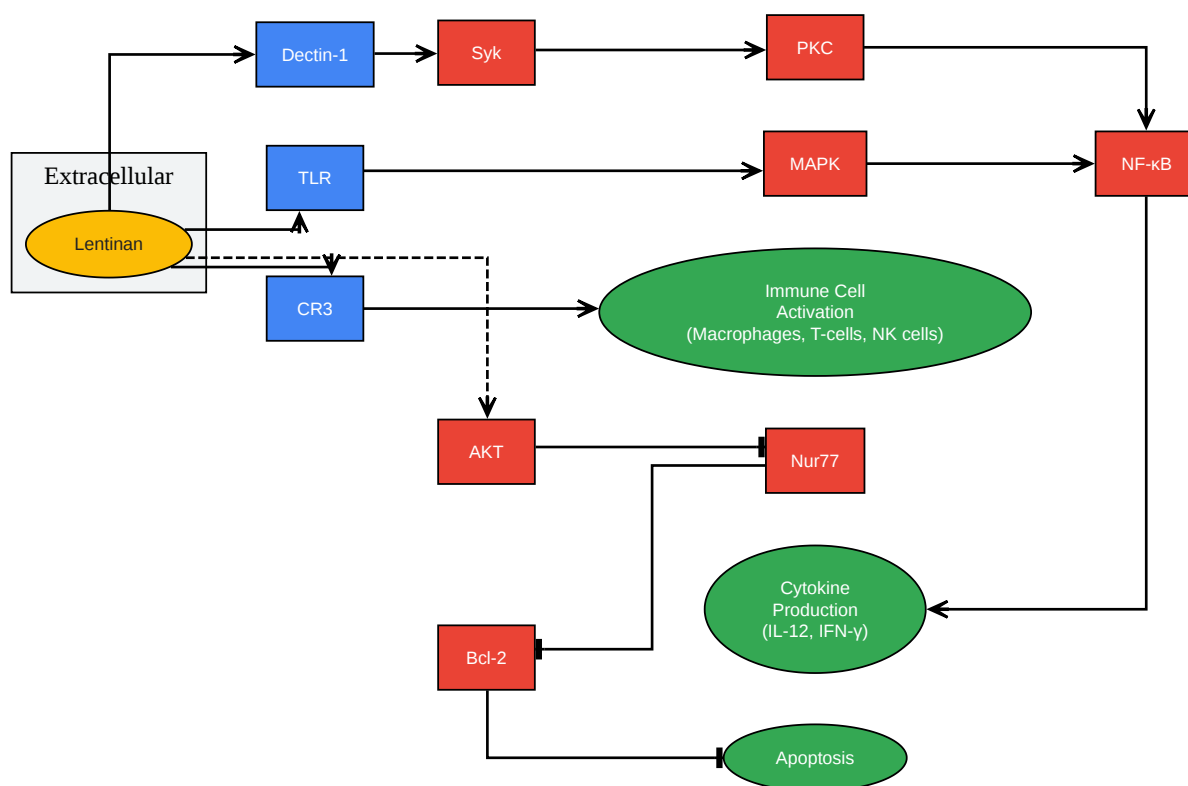 Dectin-1
Syk
PKC
Extracellular
Lentinan
TLR
MAPK
NF-κB
CR3
Immune Cell
Activation
(Macrophages, T-cells, NK cells)
AKT
Nur77
Cytokine
Production
(IL-12, IFN-γ)
Bcl-2
Apoptosis